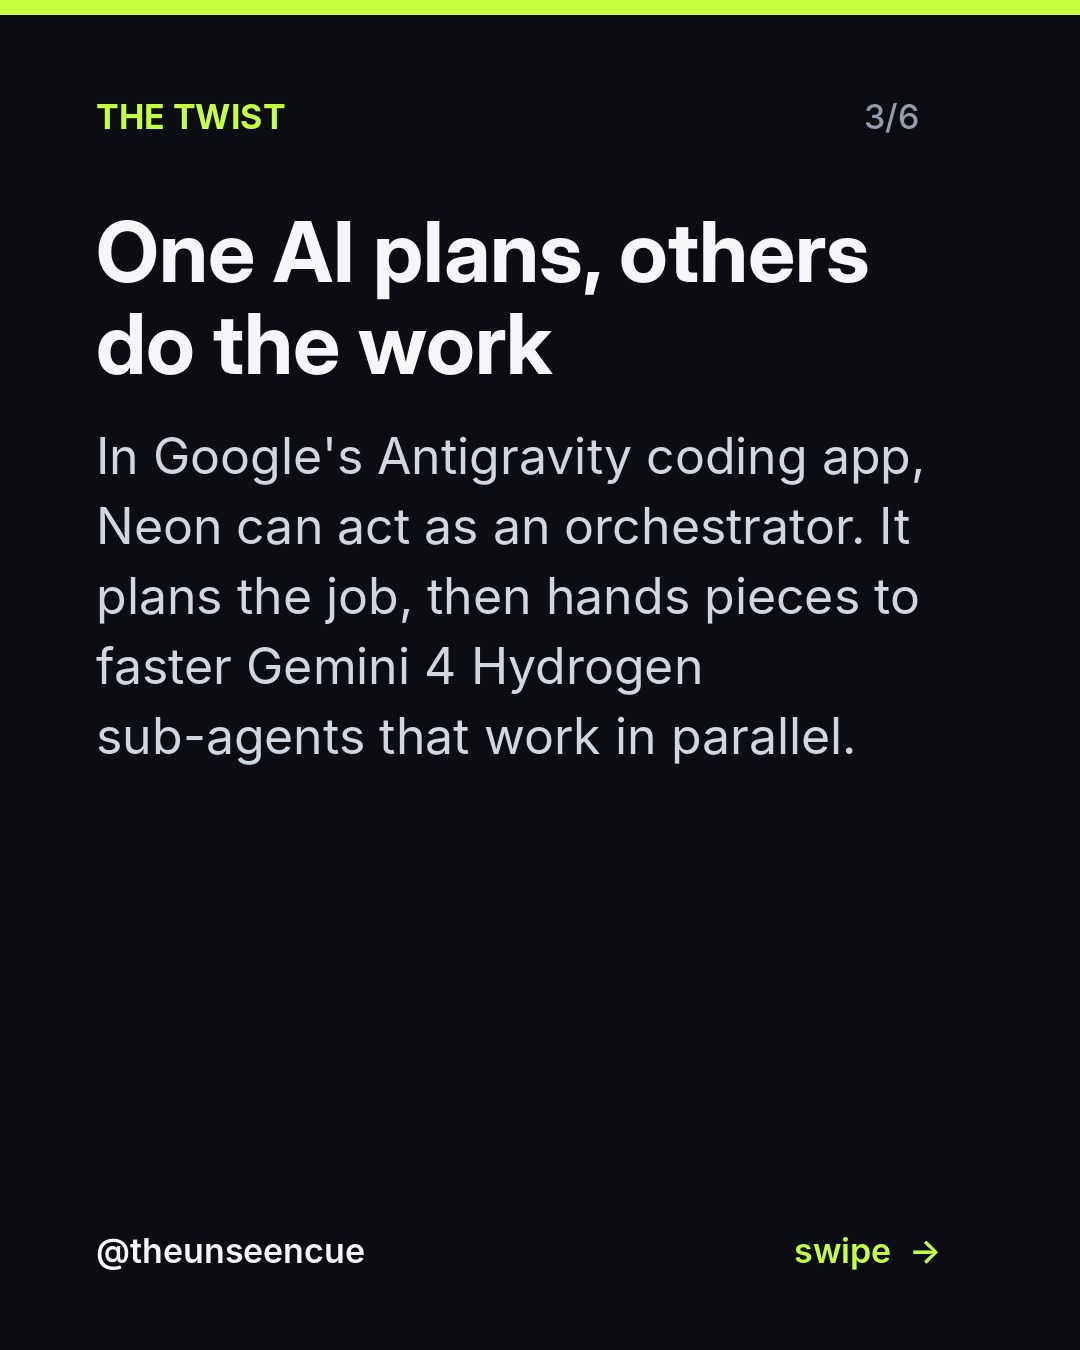 THE TWIST
3/6
One AI plans, others
do the work
In Google's Antigravity coding app,
Neon can act as an orchestrator. It
plans the job, then hands pieces to
faster Gemini 4 Hydrogen
sub-agents that work in parallel.
@theunseencue
swipe →